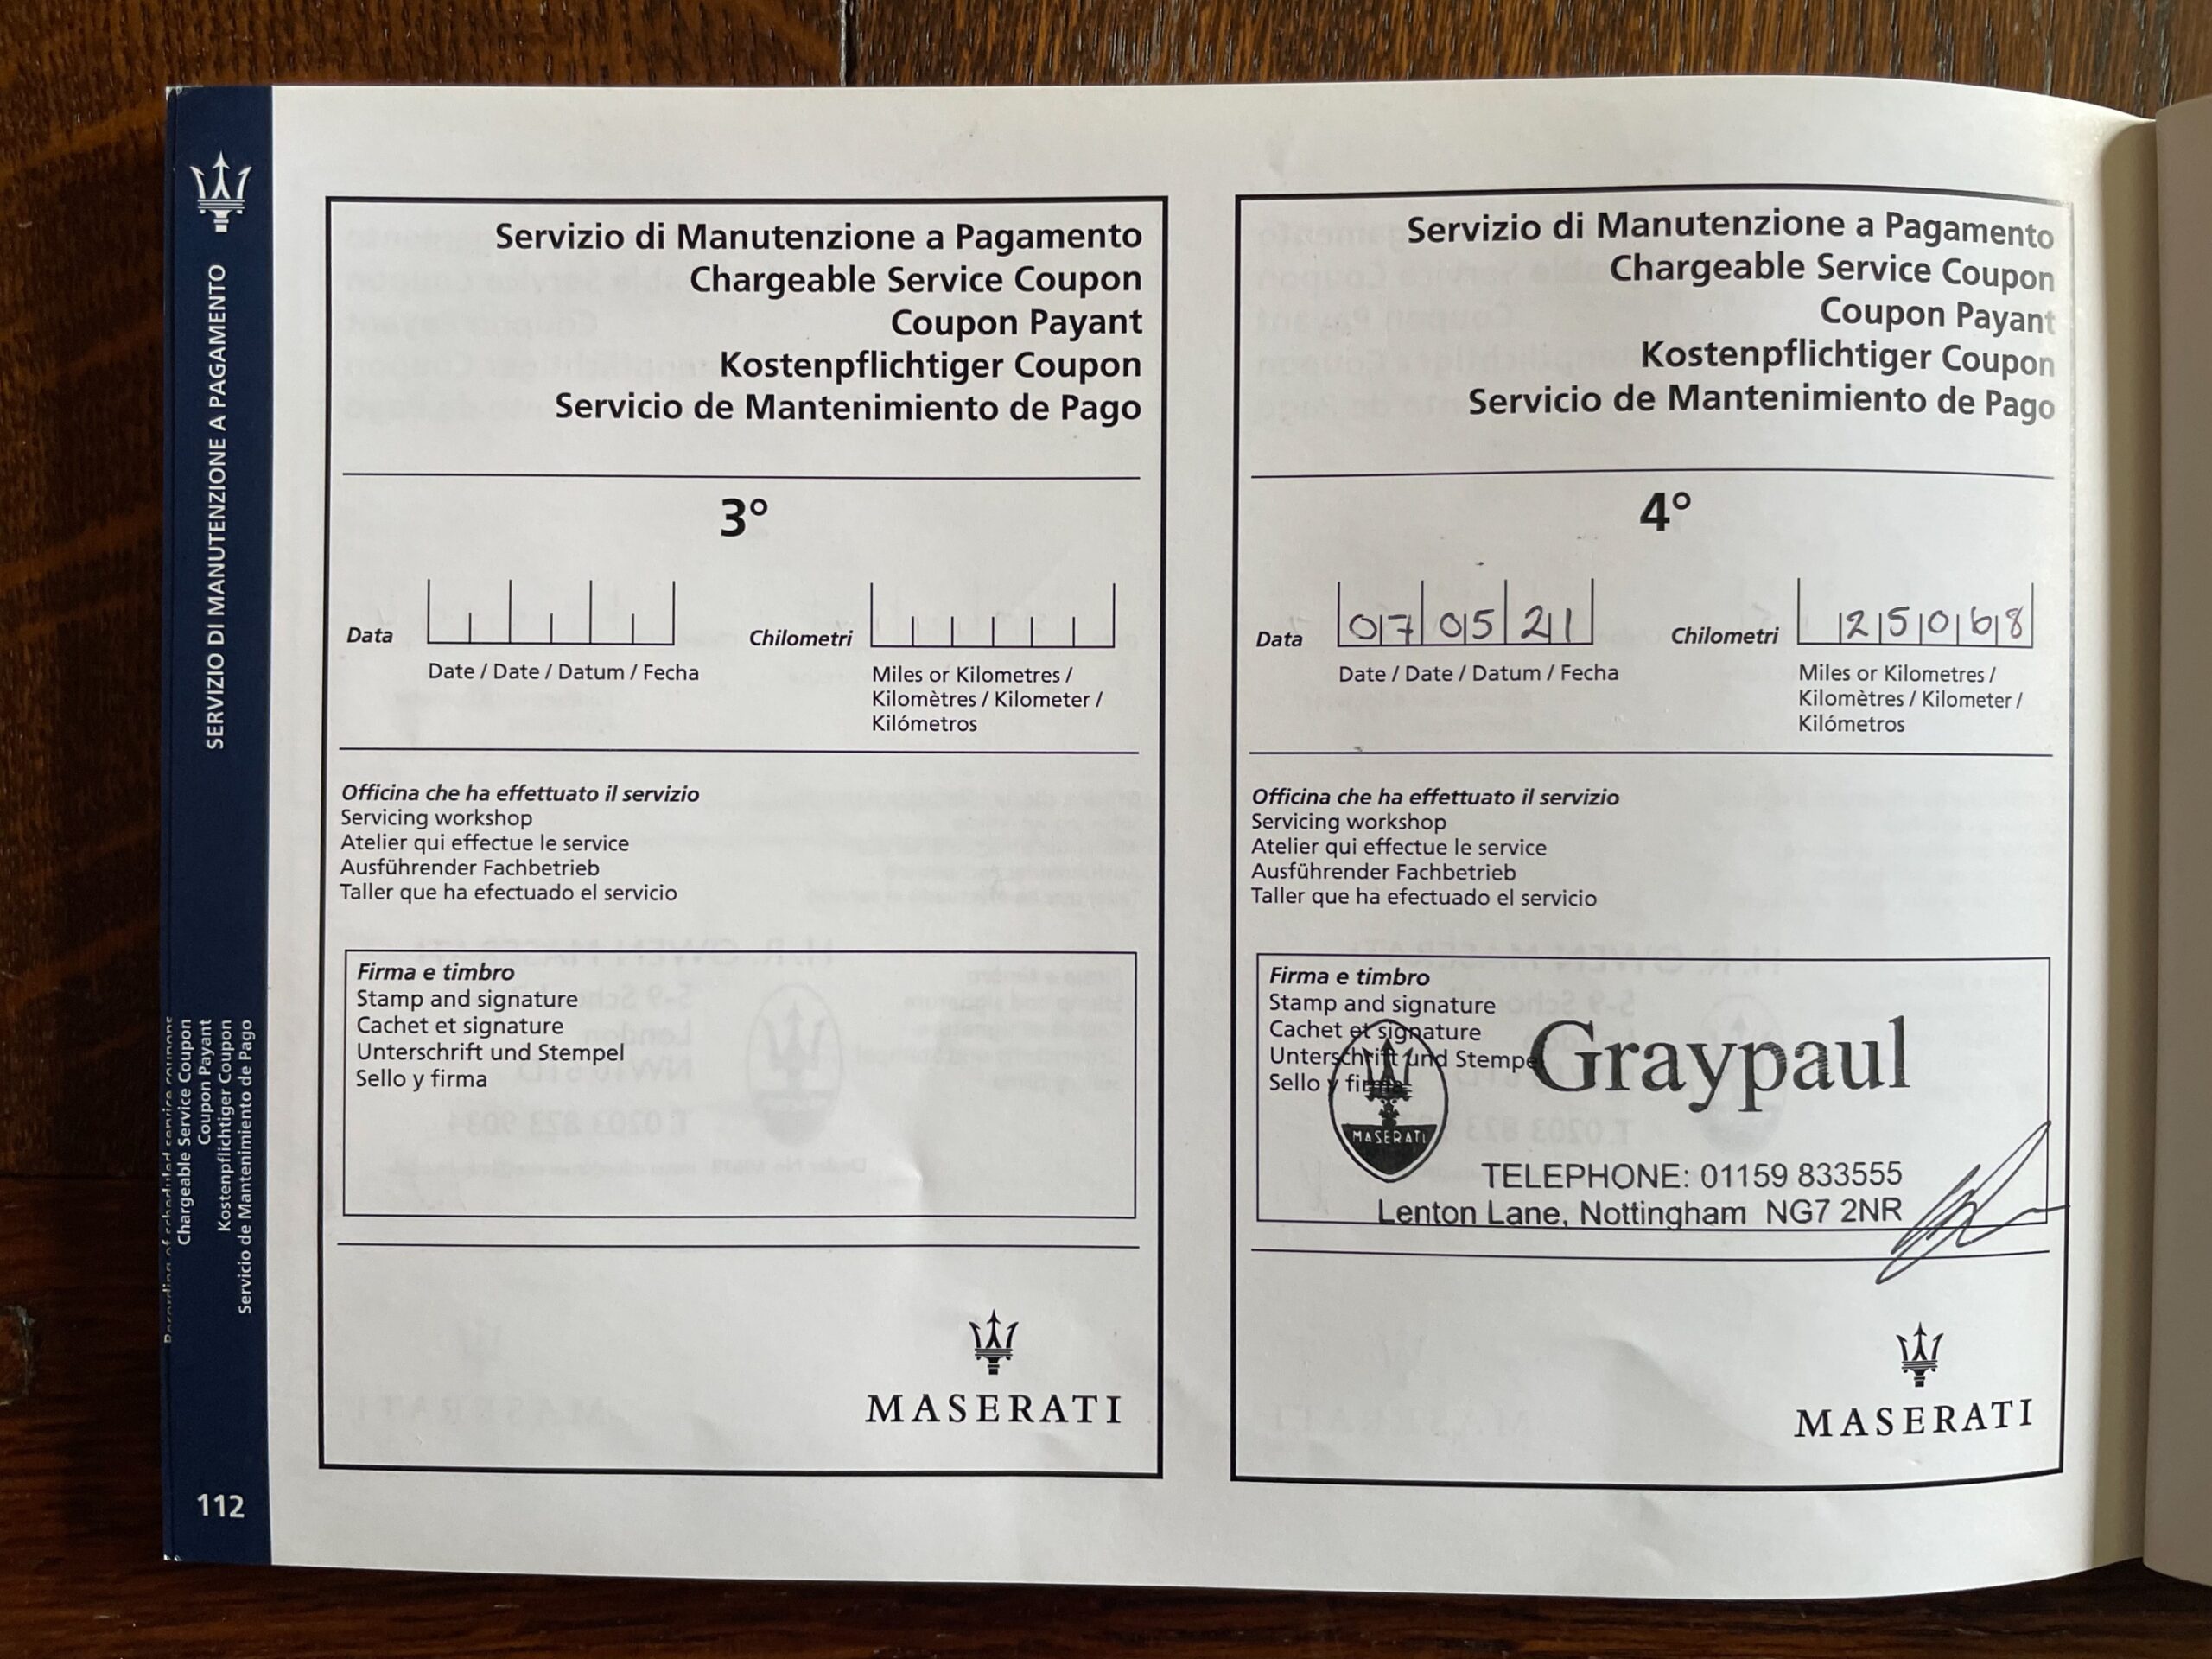 SERVIZIO DI MANUTENZIONE A PAGAMENTO
Chargeable Service Coupon
Coupon Payant
Kostenpflichtiger Coupon
Servicio de Mantenimiento de Pago
112
Servizio di Manutenzione a Pagamento
Chargeable Service Coupon
Coupon Payant
Kostenpflichtiger Coupon
Servicio de Mantenimiento de Pago
3°
Data
Chilometri
Date / Date / Datum / Fecha
Miles or Kilometres /
Kilomètres / Kilometer /
Kilómetros
Officina che ha effettuato il servizio
Servicing workshop
Atelier qui effectue le service
Ausführender Fachbetrieb
Taller que ha efectuado el servicio
Firma e timbro
Stamp and signature
Cachet et signature
Unterschrift und Stempel
Sello y firma
MASERATI
Servizio di Manutenzione a Pagamento
Chargeable Service Coupon
Coupon Payant
Kostenpflichtiger Coupon
Servicio de Mantenimiento de Pago
4°
Data 07 05 21 Chilometri 25068
Date / Date / Datum / Fecha
Miles or Kilometres /
Kilomètres / Kilometer /
Kilómetros
Officina che ha effettuato il servizio
Servicing workshop
Atelier qui effectue le service
Ausführender Fachbetrieb
Taller que ha efectuado el servicio
Firma e timbro
Stamp and signature
Cachet et signature
Unterschrift und Stempel
Sello y firma
Graypaul
MASERATI
TELEPHONE: 01159 833555
Lenton Lane, Nottingham NG7 2NR
MASERATI